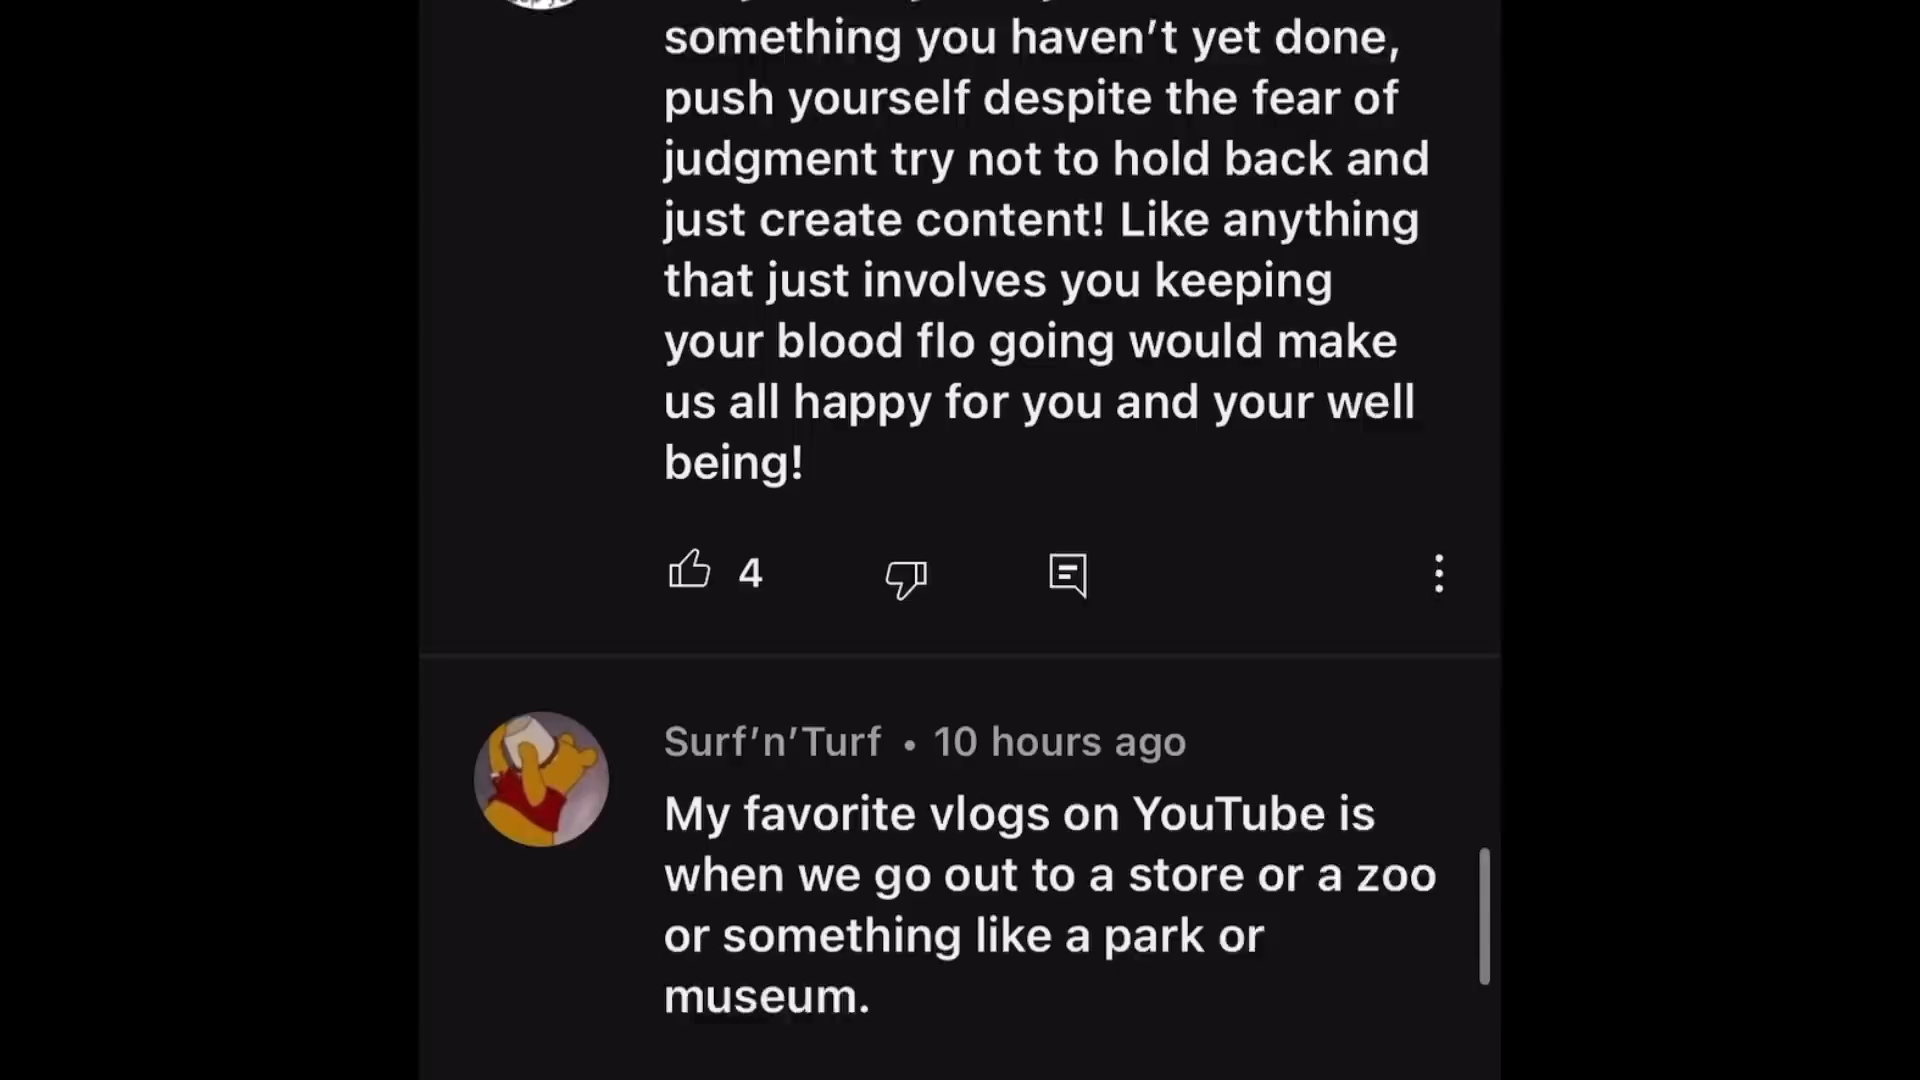 something you haven’t yet done,
push yourself despite the fear of
judgment try not to hold back and
just create content! Like anything
that just involves you keeping
your blood flo going would make
us all happy for you and your well
being!
4
Surf’n’Turf • 10 hours ago
My favorite vlogs on YouTube is
when we go out to a store or a zoo
or something like a park or
museum.